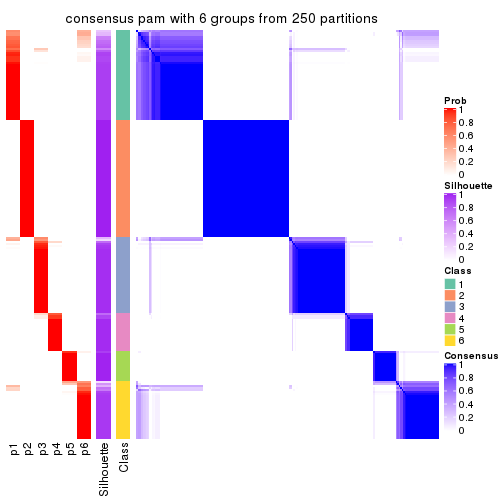 consensus pam with 6 groups from 250 partitions
Prob
1
0.8
0.6
0.4
0.2
0
Silhouette
1
0.8
0.6
0.4
0.2
0
Class
1
2
3
4
5
6
Consensus
1
0.8
0.6
0.4
0.2
0
p1
p2
p3
p4
p5
p6
Silhouette
Class